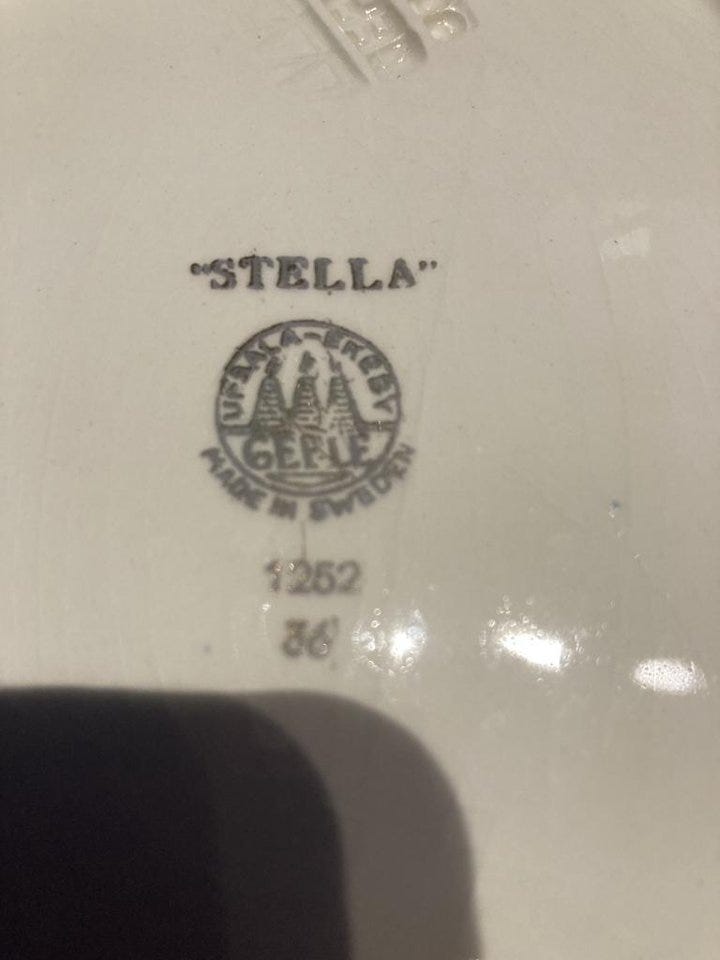 "STELLA"
UPSALA-EKEBY
GEFLE
MADE IN SWEDEN
1252
36